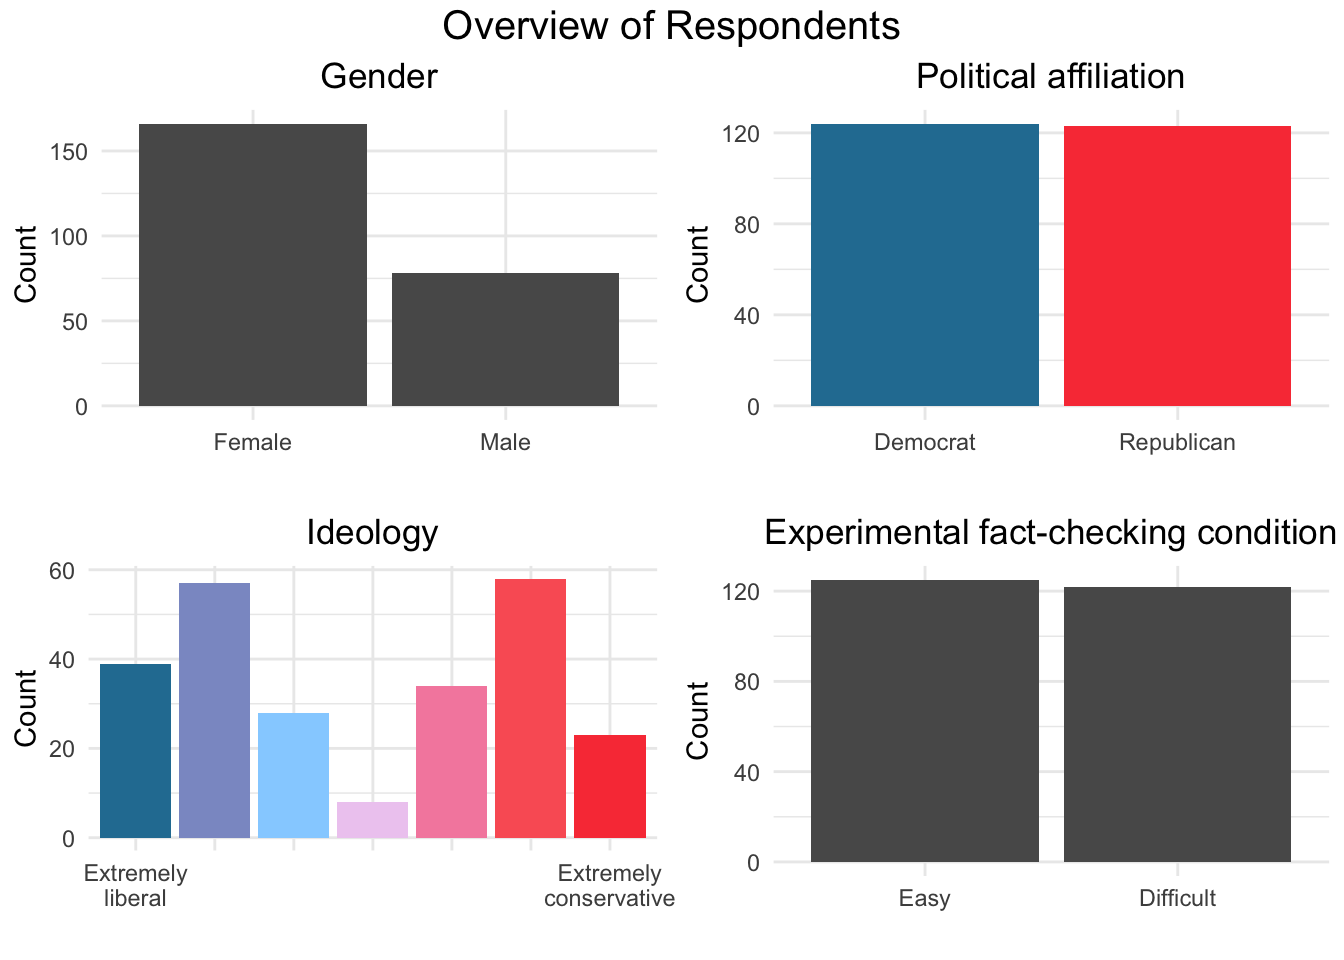 Overview of Respondents
Gender
Count
150
100
50
0
Female Male
Political affiliation
Count
120
80
40
0
Democrat Republican
Ideology
Count
60
40
20
0
Extremely
liberal
Extremely
conservative
Experimental fact-checking condition
Count
120
80
40
0
Easy Difficult